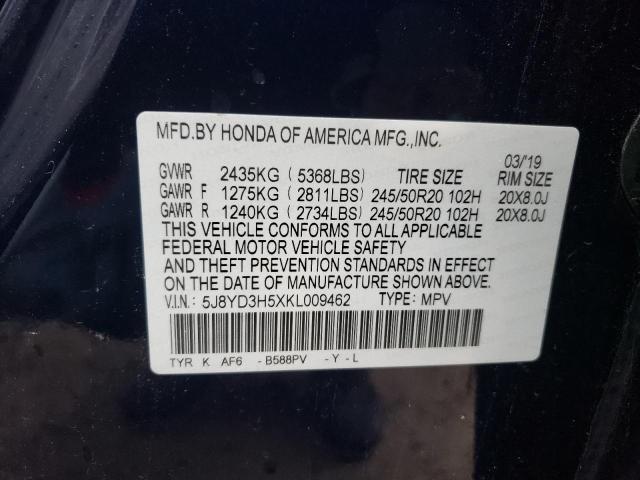 MFD.BY HONDA OF AMERICA MFG.,INC.
03/'19
GVWR 2435KG ( 5368LBS) TIRE SIZE RIM SIZE
GAWR F 1275KG ( 2811LBS) 245/50R20 102H 20X8.0J
GAWR R 1240KG ( 2734LBS) 245/50R20 102H 20X8.0J
THIS VEHICLE CONFORMS TO ALL APPLICABLE
FEDERAL MOTOR VEHICLE SAFETY
AND THEFT PREVENTION STANDARDS IN EFFECT
ON THE DATE OF MANUFACTURE SHOWN ABOVE.
V.I.N.: 5J8YD3H5XKL009462 TYPE: MPV
TYR K AF6 -B588PV -Y-L